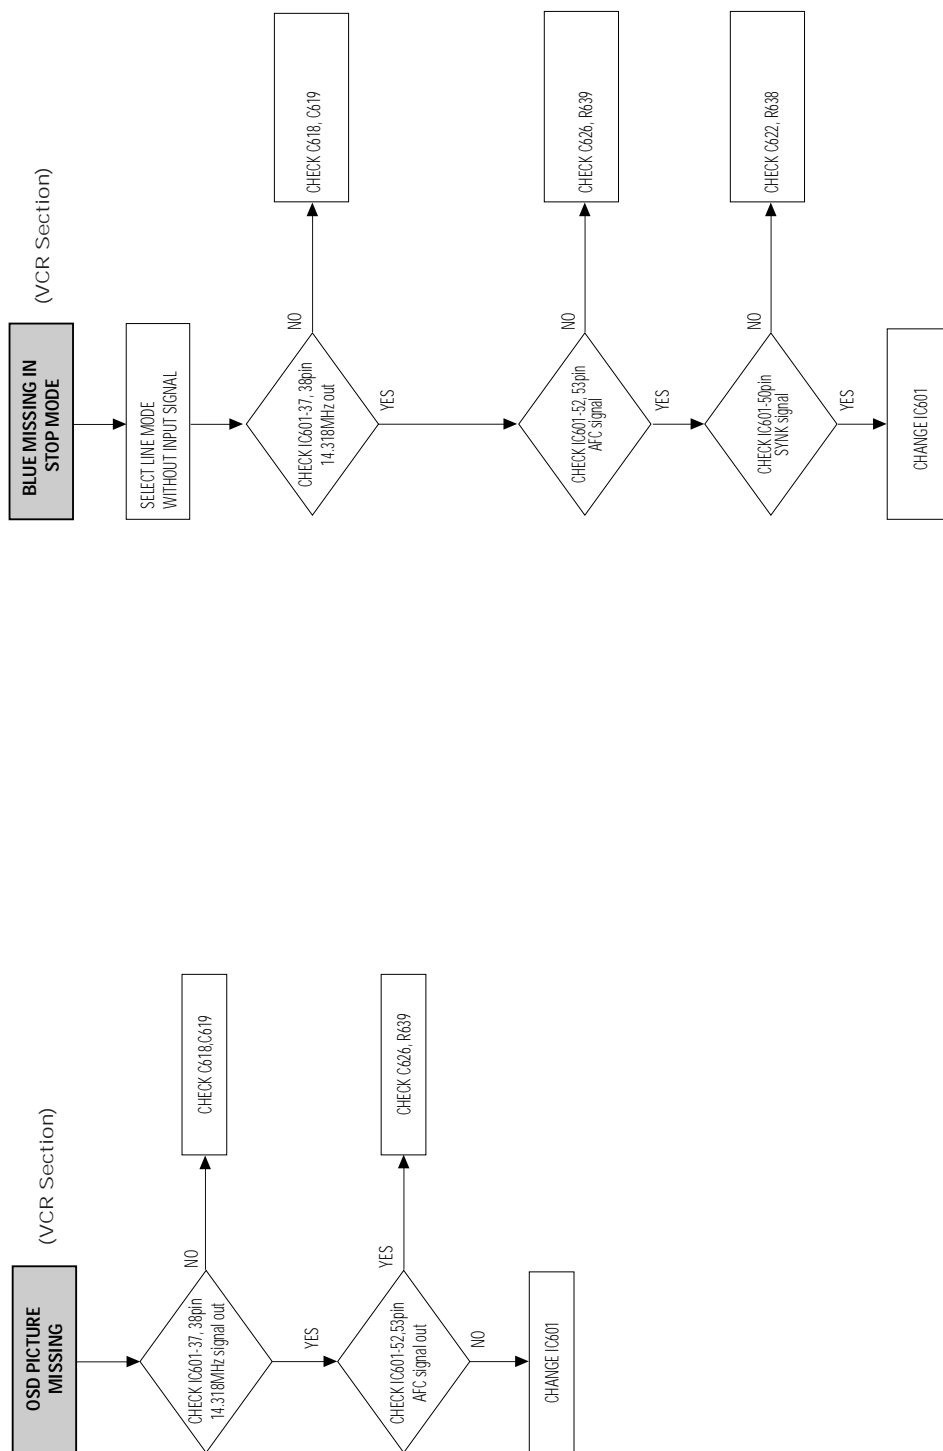 OSD PICTURE
MISSING
(VCR Section)
CHECK IC601-37, 38pin
14.318MHz signal out
NO
CHECK C618,C619
YES
CHECK IC601-52,53pin
AFC signal out
YES
CHECK C626, R639
NO
CHANGE IC601
BLUE MISSING IN
STOP MODE
(VCR Section)
SELECT LINE MODE
WITHOUT INPUT SIGNAL
CHECK IC601-37, 38pin
14.318MHz out
NO
CHECK C618, C619
YES
CHECK IC601-52, 53pin
AFC signal
NO
CHECK C626, R639
YES
CHECK IC601-50pin
SYNK signal
NO
CHECK C622, R638
YES
CHANGE IC601